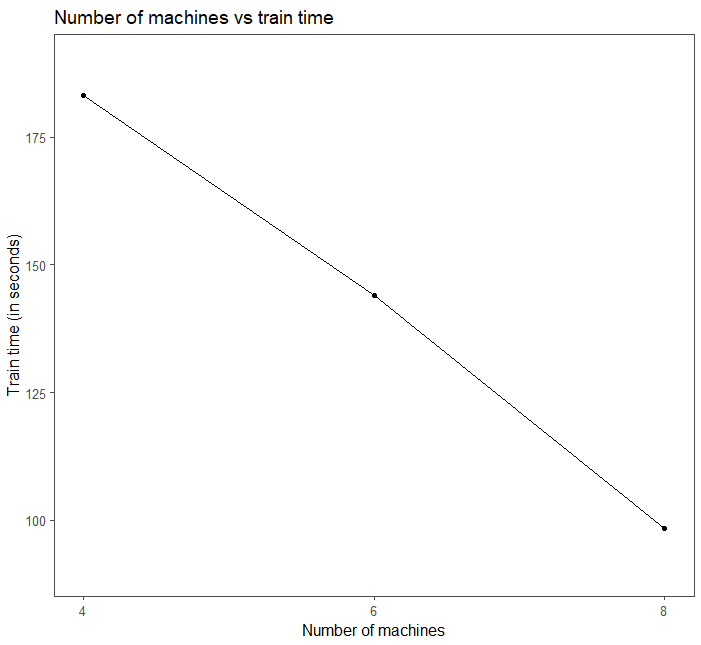 Number of machines vs train time
175
150
125
100
Train time (in seconds)
4 6 8
Number of machines